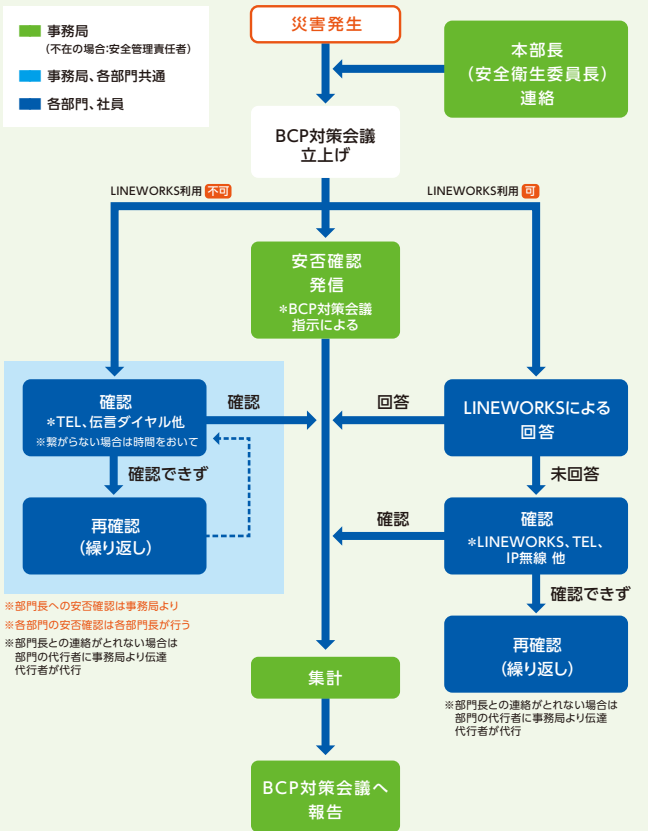 事務局
(不在の場合:安全管理責任者)
事務局、各部門共通
各部門、社員
災害発生
本部長
(安全衛生委員長)
連絡
BCP対策会議
立上げ
LINEWORKS利用 不可
LINEWORKS利用 可
安否確認
発信
*BCP対策会議
指示による
確認
*TEL、伝言ダイヤル他
※繋がらない場合は時間をおいて
確認
回答
LINEWORKSによる
回答
確認できず
未回答
再確認
(繰り返し)
確認
確認
*LINEWORKS、TEL、
IP無線 他
※部門長への安否確認は事務局より
※各部門の安否確認は各部門長が行う
※部門長との連絡がとれない場合は
部門の代行者に事務局より伝達
代行者が代行
確認できず
再確認
(繰り返し)
※部門長との連絡がとれない場合は
部門の代行者に事務局より伝達
代行者が代行
集計
BCP対策会議へ
報告